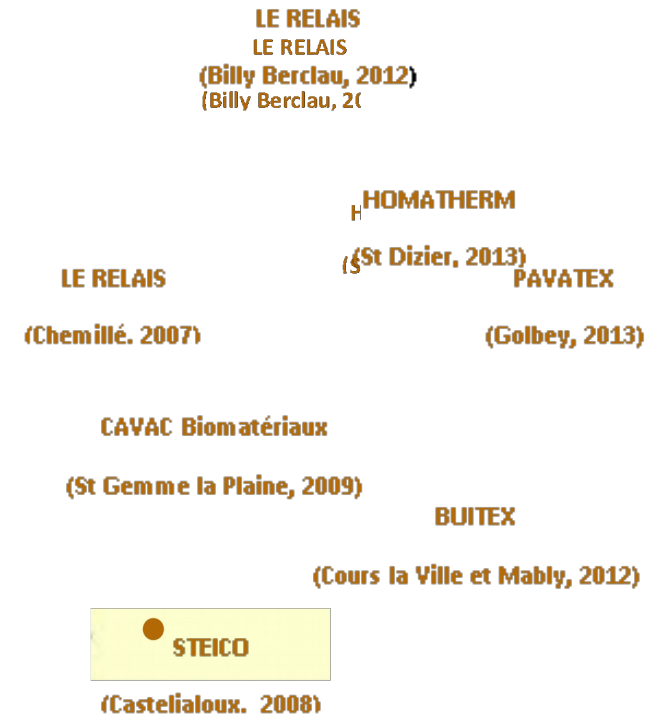 LE RELAIS
LE RELAIS
(Billy Berclau, 2012)
(Billy Berclau, 20
HOMATHERM
H
(St Dizier, 2013)
(S
LE RELAIS
PAVATEX
(Chemillé. 2007)
(Golbey, 2013)
CAVAC Biomatériaux
(St Gemme la Plaine, 2009)
BUITEX
(Cours la Ville et Mably, 2012)
STEICO
(Castelialoux. 2008)